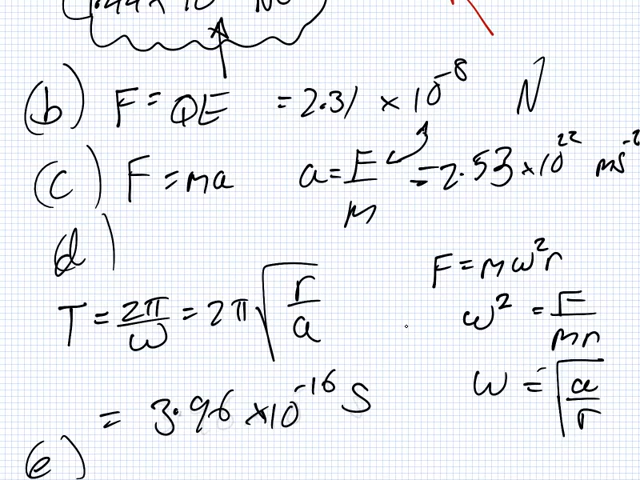 (b) F = QE = 2.31 × 10⁻⁸ N
(c) F = ma a = F/m = 2.53 × 10²² ms⁻²
d)
F = mω²r
T = 2π/ω = 2π√(r/a)
ω² = F/mr
ω = √(a/r)
= 3.96 × 10⁻¹⁶ s
(e)